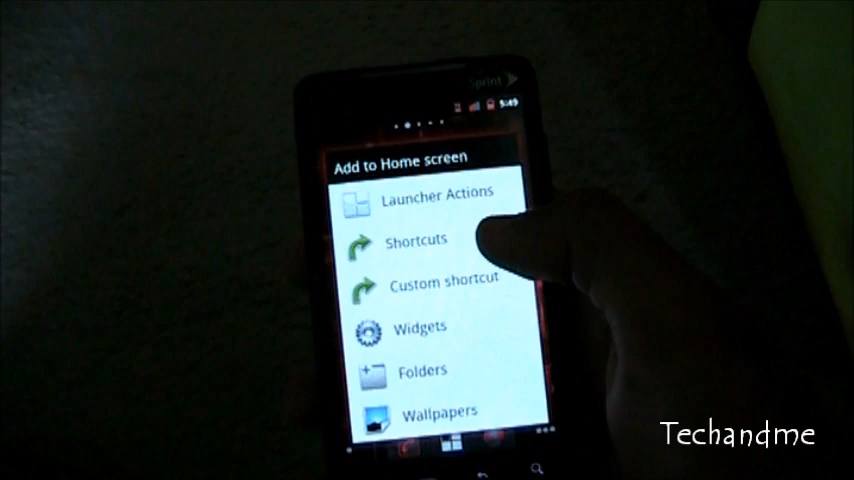 Sprint
5:49
Add to Home screen
Launcher Actions
Shortcuts
Custom shortcut
Widgets
Folders
Wallpapers
Techandme